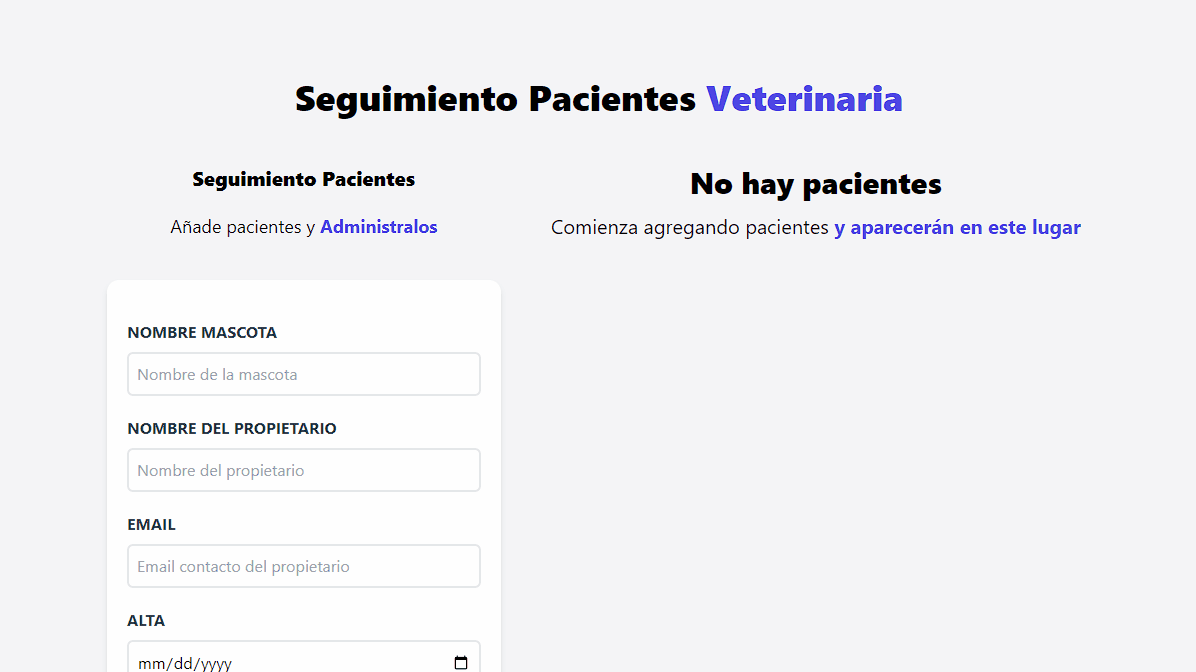 Seguimiento Pacientes Veterinaria
Seguimiento Pacientes
Añade pacientes y Administralos
No hay pacientes
Comienza agregando pacientes y aparecerán en este lugar
NOMBRE MASCOTA
Nombre de la mascota
NOMBRE DEL PROPIETARIO
Nombre del propietario
EMAIL
Email contacto del propietario
ALTA
mm/dd/yyyy